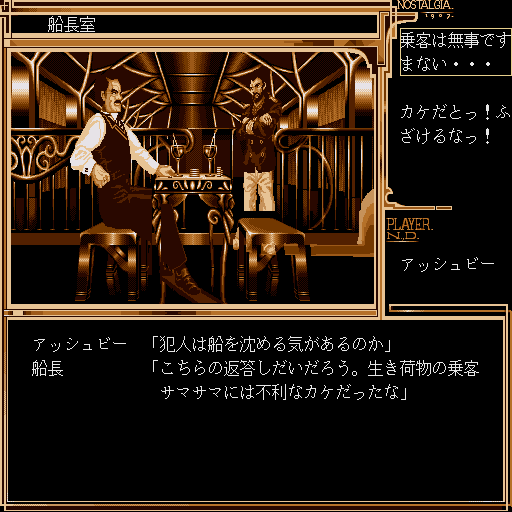 船長室
NOSTALGIA.
1907.
乗客は無事です
まない・・・
カケだとっ！ふ
ざけるなっ！
PLAYER.
N.D.
アッシュビー
アッシュビー 「犯人は船を沈める気があるのか」
船長 「こちらの返答しだいだろう。生き荷物の乗客
サマサマには不利なカケだったな」